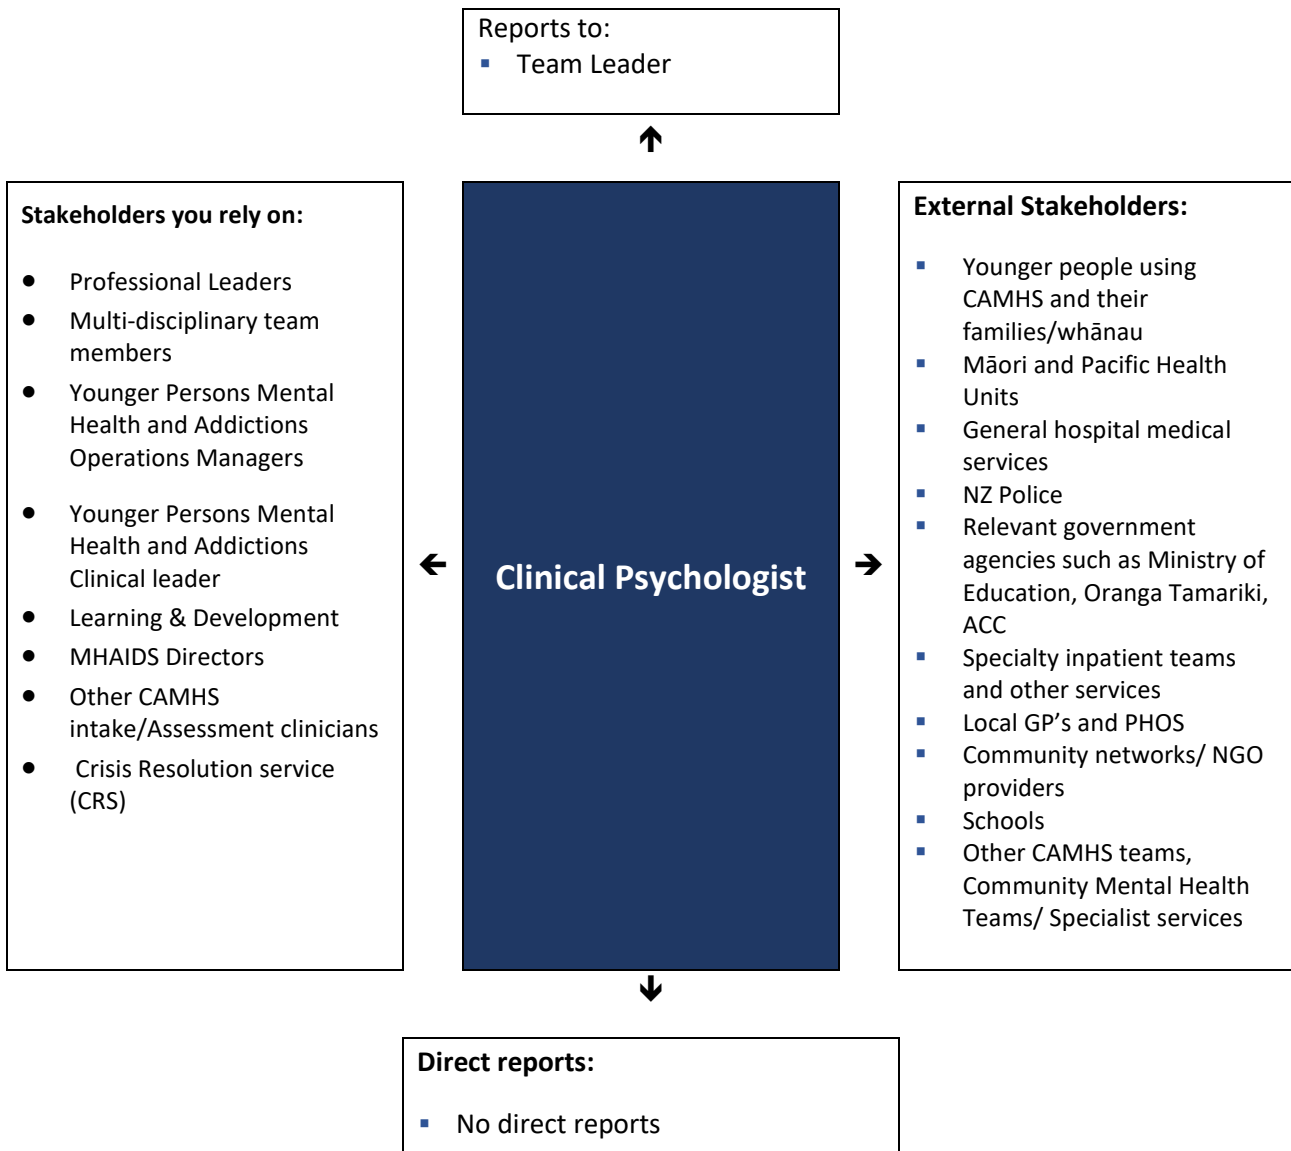 Reports to:
▪ Team Leader
↑
Stakeholders you rely on:
● Professional Leaders
● Multi-disciplinary team
members
● Younger Persons Mental
Health and Addictions
Operations Managers
● Younger Persons Mental
Health and Addictions
Clinical leader
● Learning & Development
● MHAIDS Directors
● Other CAMHS
intake/Assessment clinicians
● Crisis Resolution service
(CRS)
←
Clinical Psychologist
→
External Stakeholders:
▪ Younger people using
CAMHS and their
families/whānau
▪ Māori and Pacific Health
Units
▪ General hospital medical
services
▪ NZ Police
▪ Relevant government
agencies such as Ministry of
Education, Oranga Tamariki,
ACC
▪ Specialty inpatient teams
and other services
▪ Local GP’s and PHOS
▪ Community networks/ NGO
providers
▪ Schools
▪ Other CAMHS teams,
Community Mental Health
Teams/ Specialist services
↓
Direct reports:
▪ No direct reports